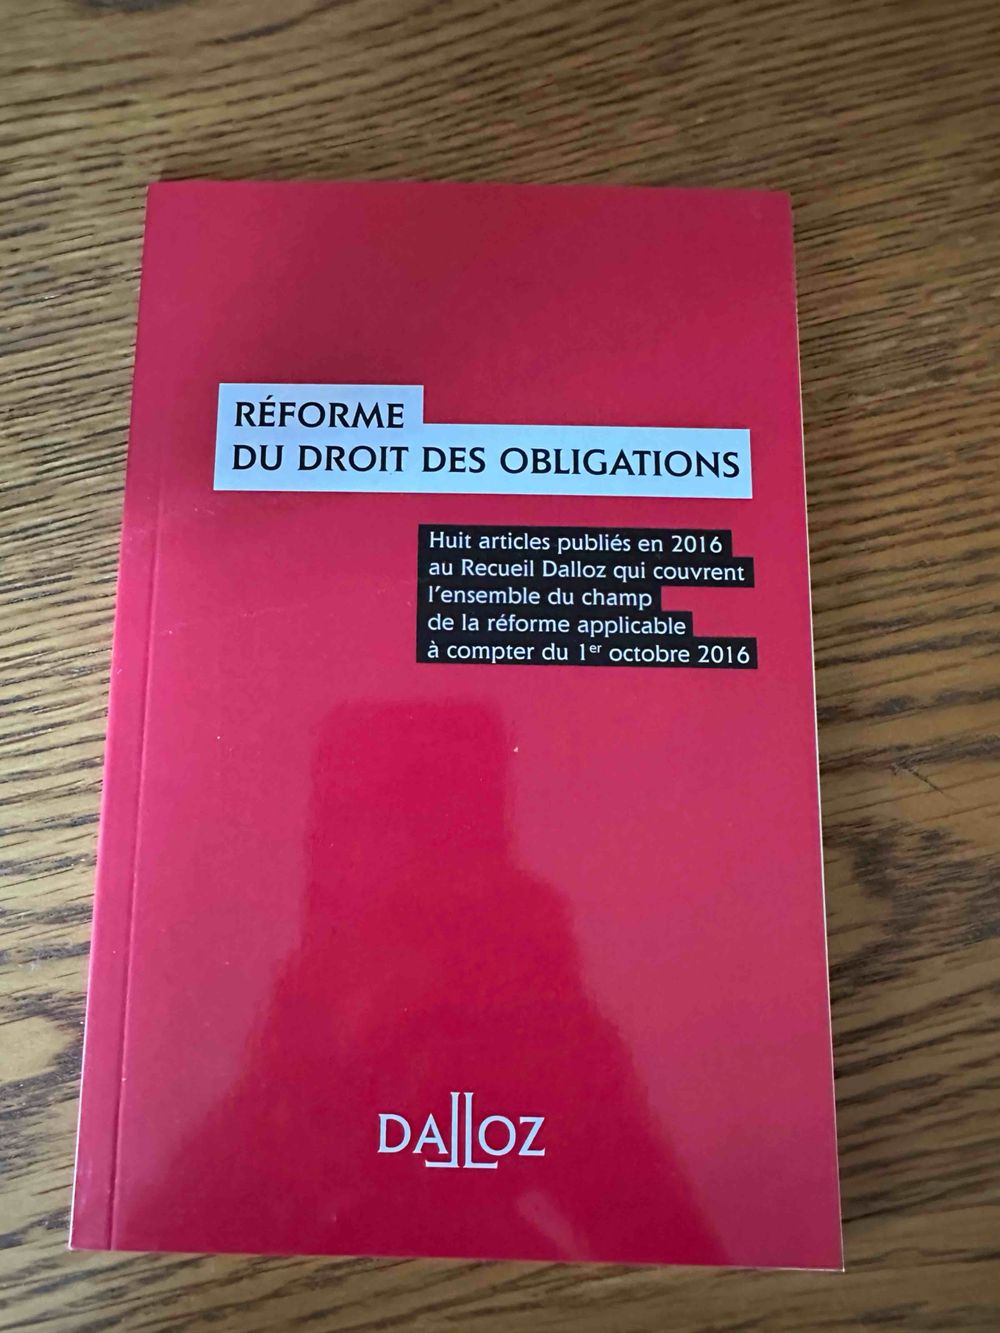 RÉFORME
DU DROIT DES OBLIGATIONS
Huit articles publiés en 2016
au Recueil Dalloz qui couvrent
l'ensemble du champ
de la réforme applicable
à compter du 1er octobre 2016
DALLOZ